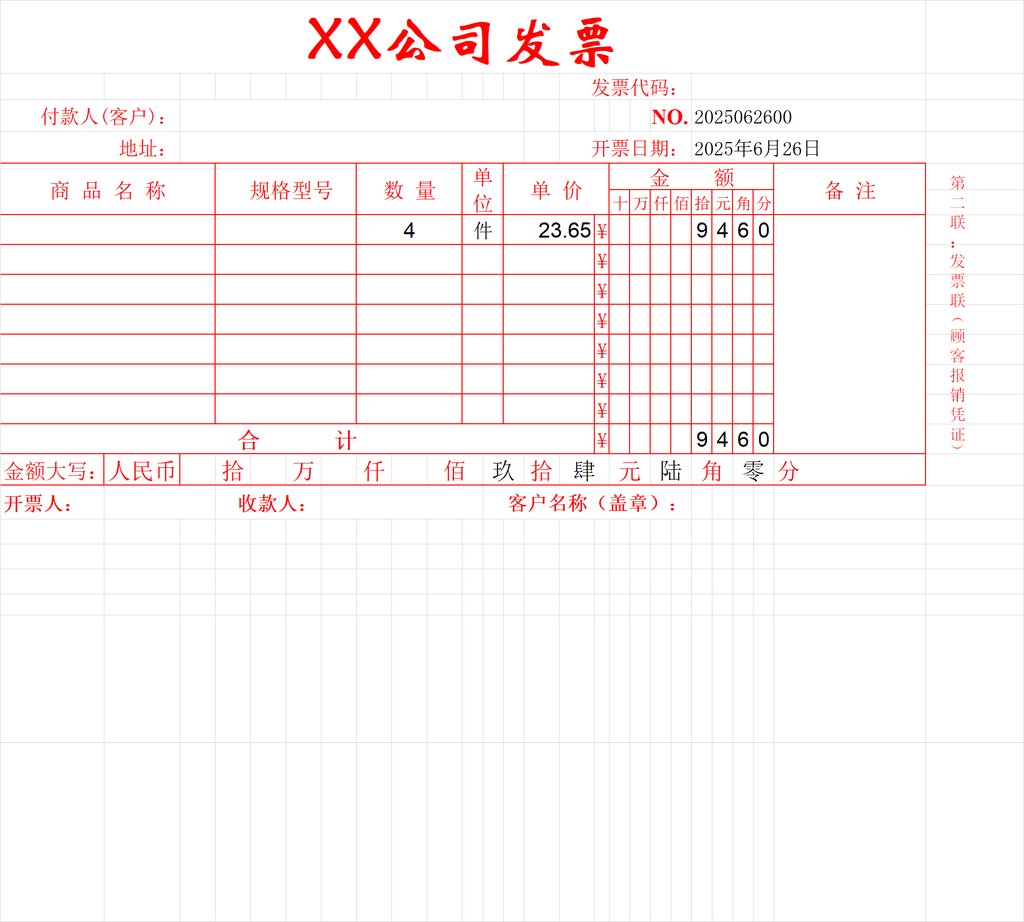 XX公司发票
发票代码：
付款人(客户)： NO. 2025062600
地址： 开票日期： 2025年6月26日
商 品 名 称 规格型号 数 量 单位 单 价 金 额 备 注
十 万 仟 佰 拾 元 角 分
4 件 23.65 ¥ 9 4 6 0
¥
¥
¥
¥
¥
¥
合 计 ¥ 9 4 6 0
金额大写： 人民币 拾 万 仟 佰 玖 拾 肆 元 陆 角 零 分
开票人： 收款人： 客户名称（盖章）：
第二联：发票联（顾客报销凭证）